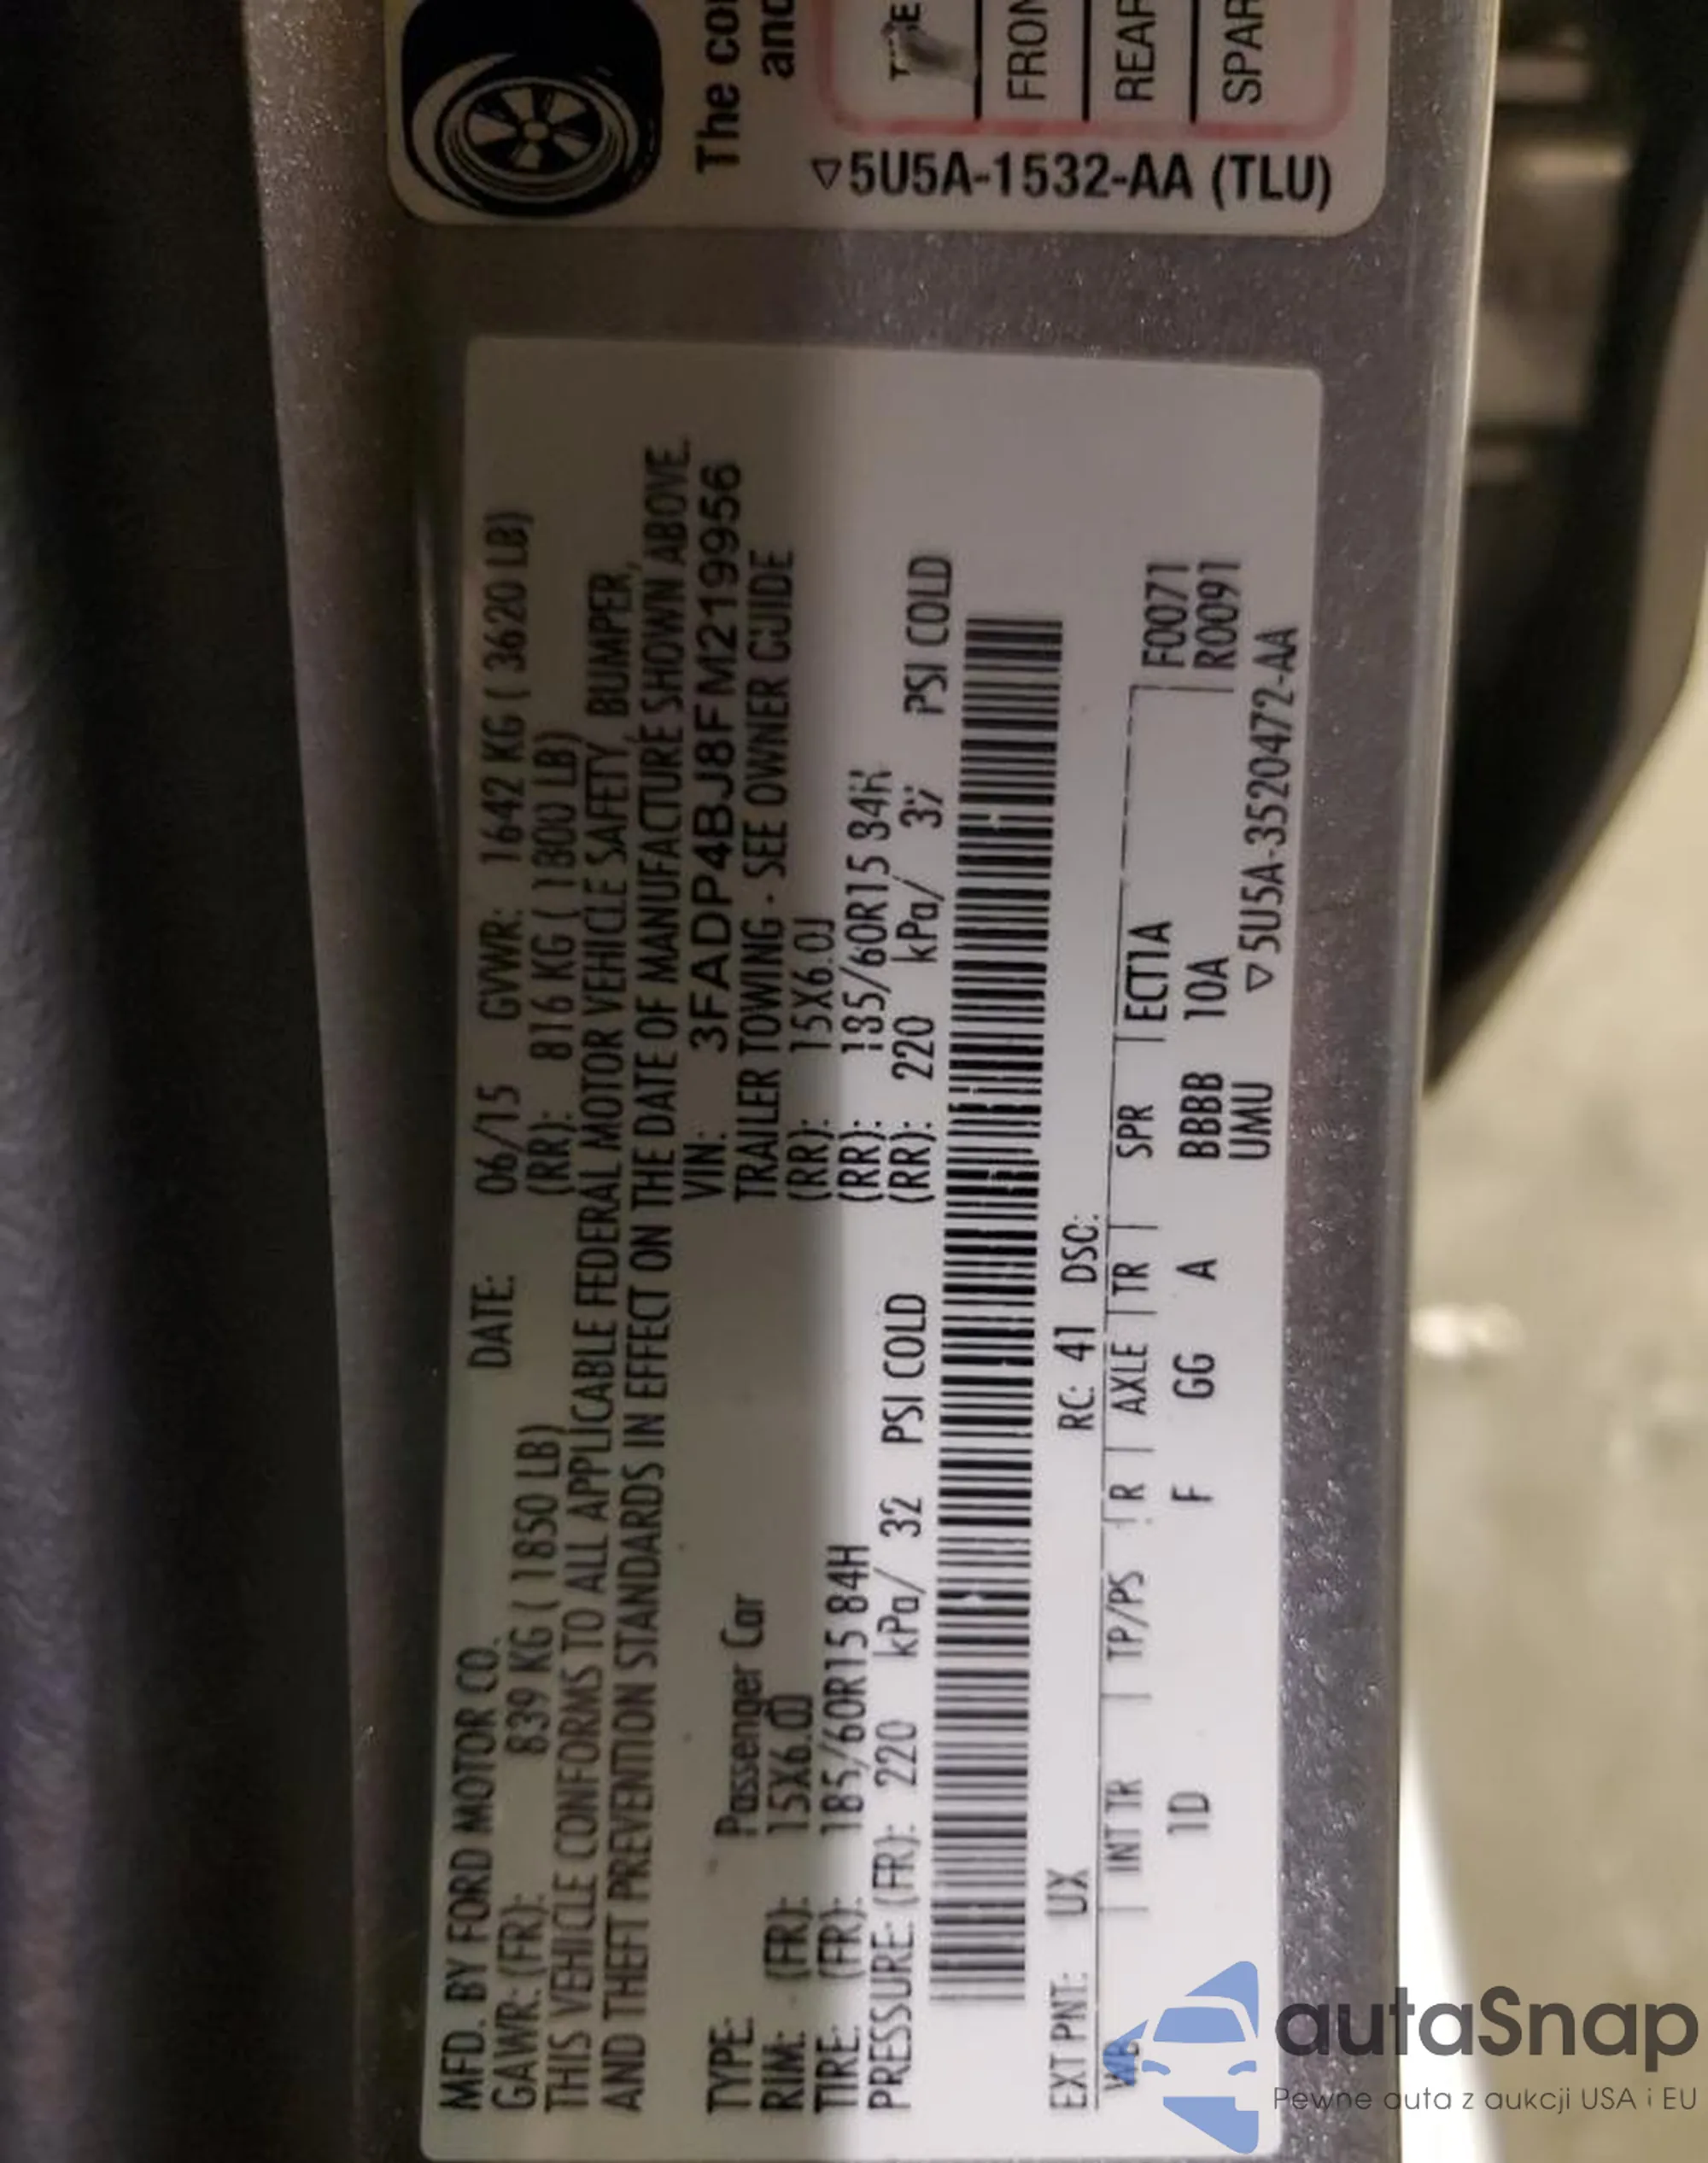 MFD. BY FORD MOTOR CO. DATE: 06/15 GVWR: 1642 KG ( 3620 LB)
GAWR: (FR): 839 KG ( 1850 LB) (RR): 816 KG ( 1800 LB)
THIS VEHICLE CONFORMS TO ALL APPLICABLE FEDERAL MOTOR VEHICLE SAFETY, BUMPER,
AND THEFT PREVENTION STANDARDS IN EFFECT ON THE DATE OF MANUFACTURE SHOWN ABOVE.
VIN: 3FADP4BJ8FM219956
TYPE: Passenger Car TRAILER TOWING - SEE OWNER GUIDE
RIM: (FR): 15X6.0J (RR): 15X6.0J
TIRE: (FR): 185/60R15 84H (RR): 185/60R15 84H
PRESSURE: (FR): 220 kPa/ 32 PSI COLD (RR): 220 kPa/ PSI COLD
EXT PNT: UX RC: 41 DSC:
WB INT TR TP/PS R AXLE TR SPR ECT1A F0071
1D F GG A BBBB 10A R0091
UMU ▽5U5A-3520472-AA
The co
and
FRON
REAR
SPAR
▽5U5A-1532-AA (TLU)
autaSnap
Pewne auta z aukcji USA i EU